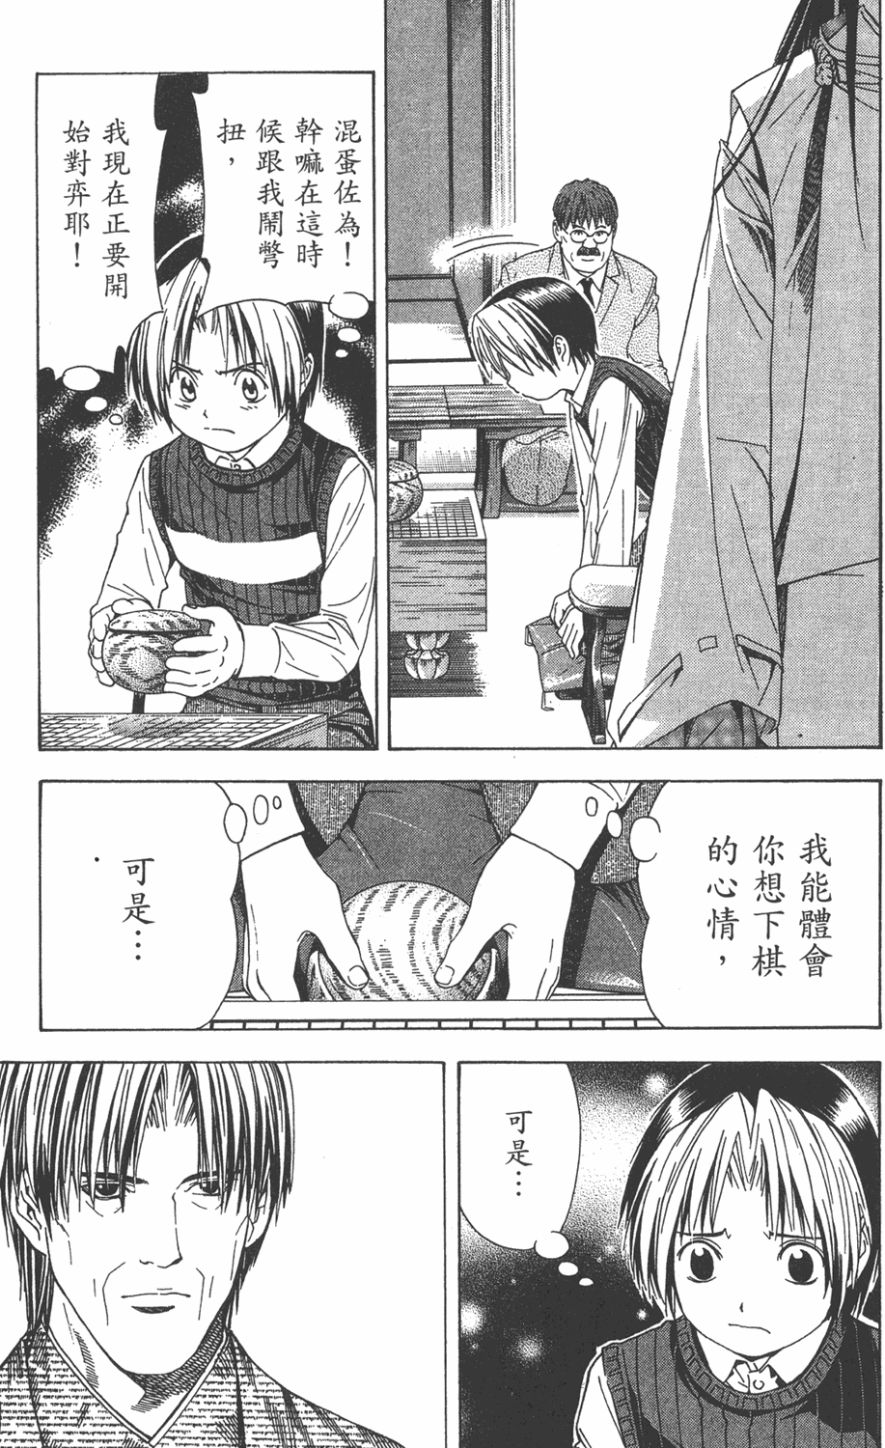 混蛋佐為！
幹嘛在這時
候跟我鬧彆
扭，
我現在正要開
始對弈耶！
我能體會
你想下棋
的心情，
可是…
可是…